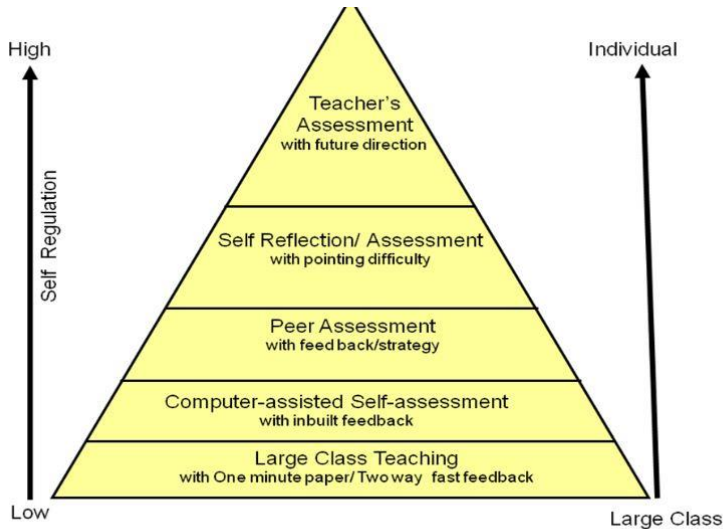 High
Individual
Teacher's
Assessment
with future direction
Self Regulation
Self Reflection/ Assessment
with pointing difficulty
Peer Assessment
with feed back/strategy
Computer-assisted Self-assessment
with inbuilt feedback
Large Class Teaching
with One minute paper/ Two way fast feedback
Low
Large Class